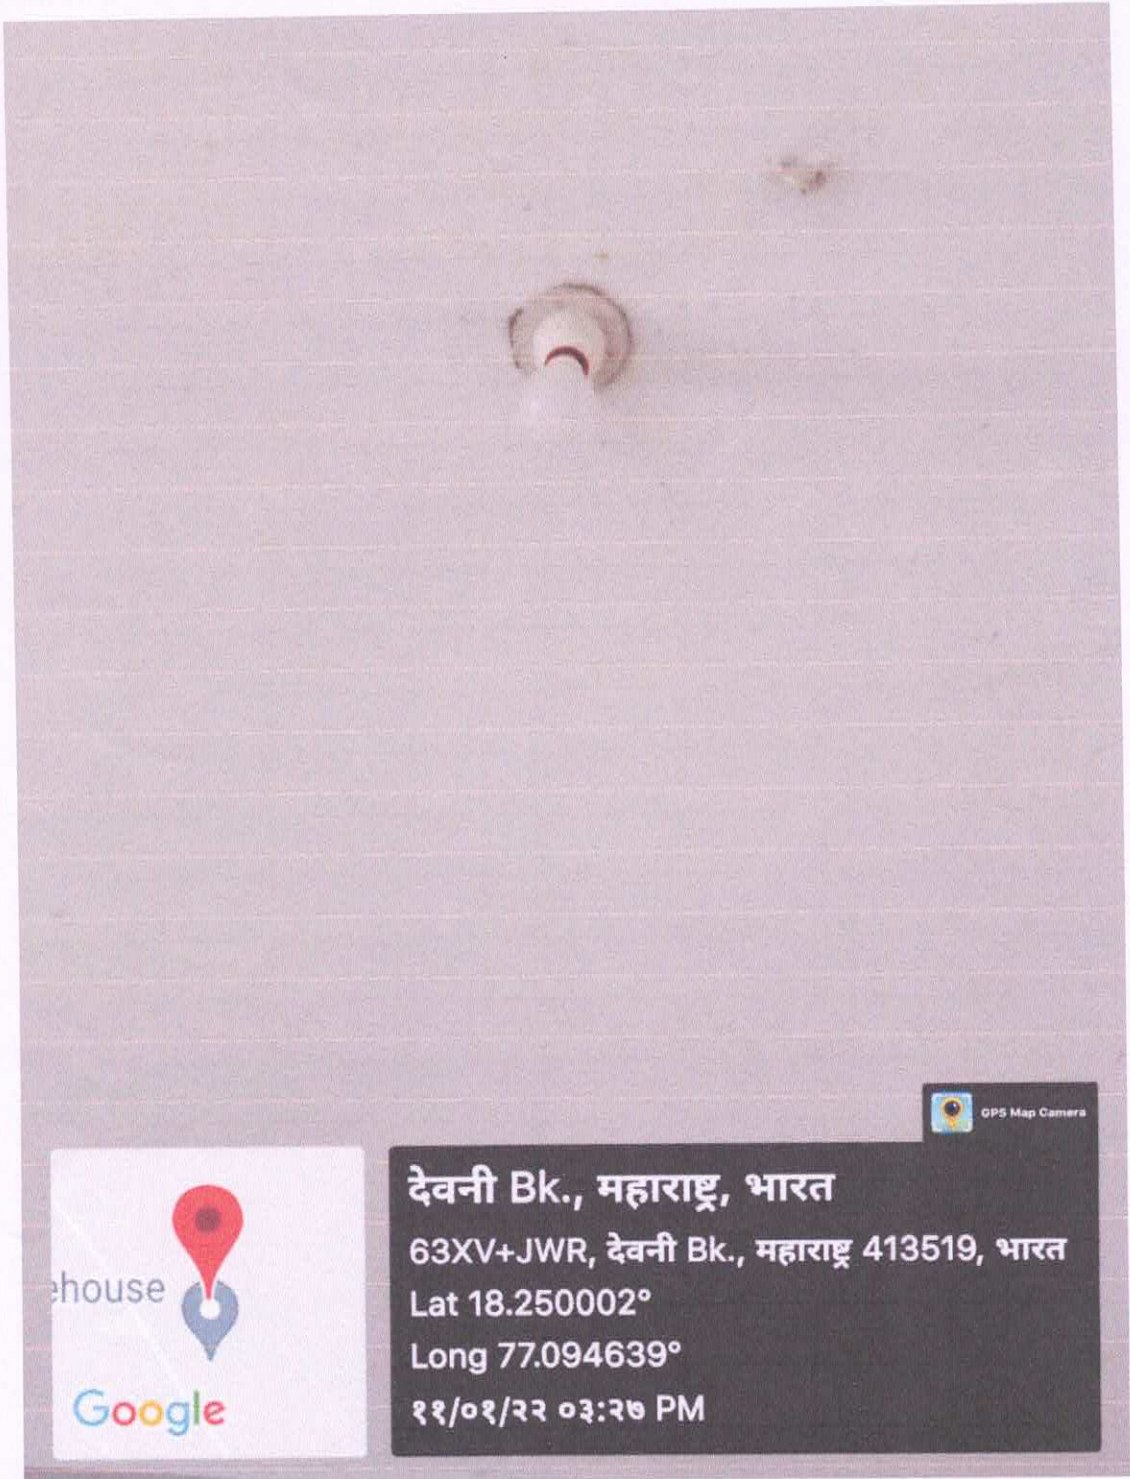 GPS Map Camera
देवनी Bk., महाराष्ट्र, भारत
63XV+JWR, देवनी Bk., महाराष्ट्र 413519, भारत
Lat 18.250002°
Long 77.094639°
११/०१/२२ ०३:२७ PM
ehouse
Google